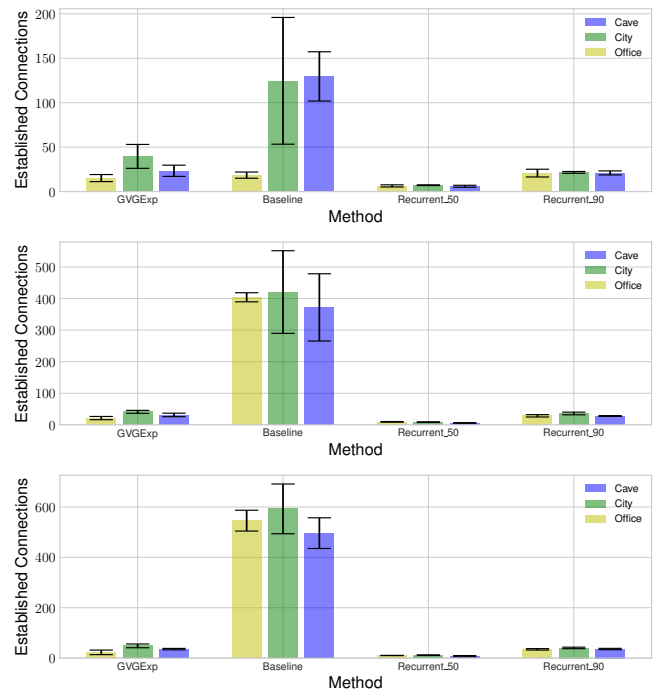 200
150
100
50
0
Established Connections
Cave
City
Office
GVGExp Baseline Recurrent_50 Recurrent_90
Method
500
400
300
200
100
0
Established Connections
Cave
City
Office
GVGExp Baseline Recurrent_50 Recurrent_90
Method
600
400
200
0
Established Connections
Cave
City
Office
GVGExp Baseline Recurrent_50 Recurrent_90
Method